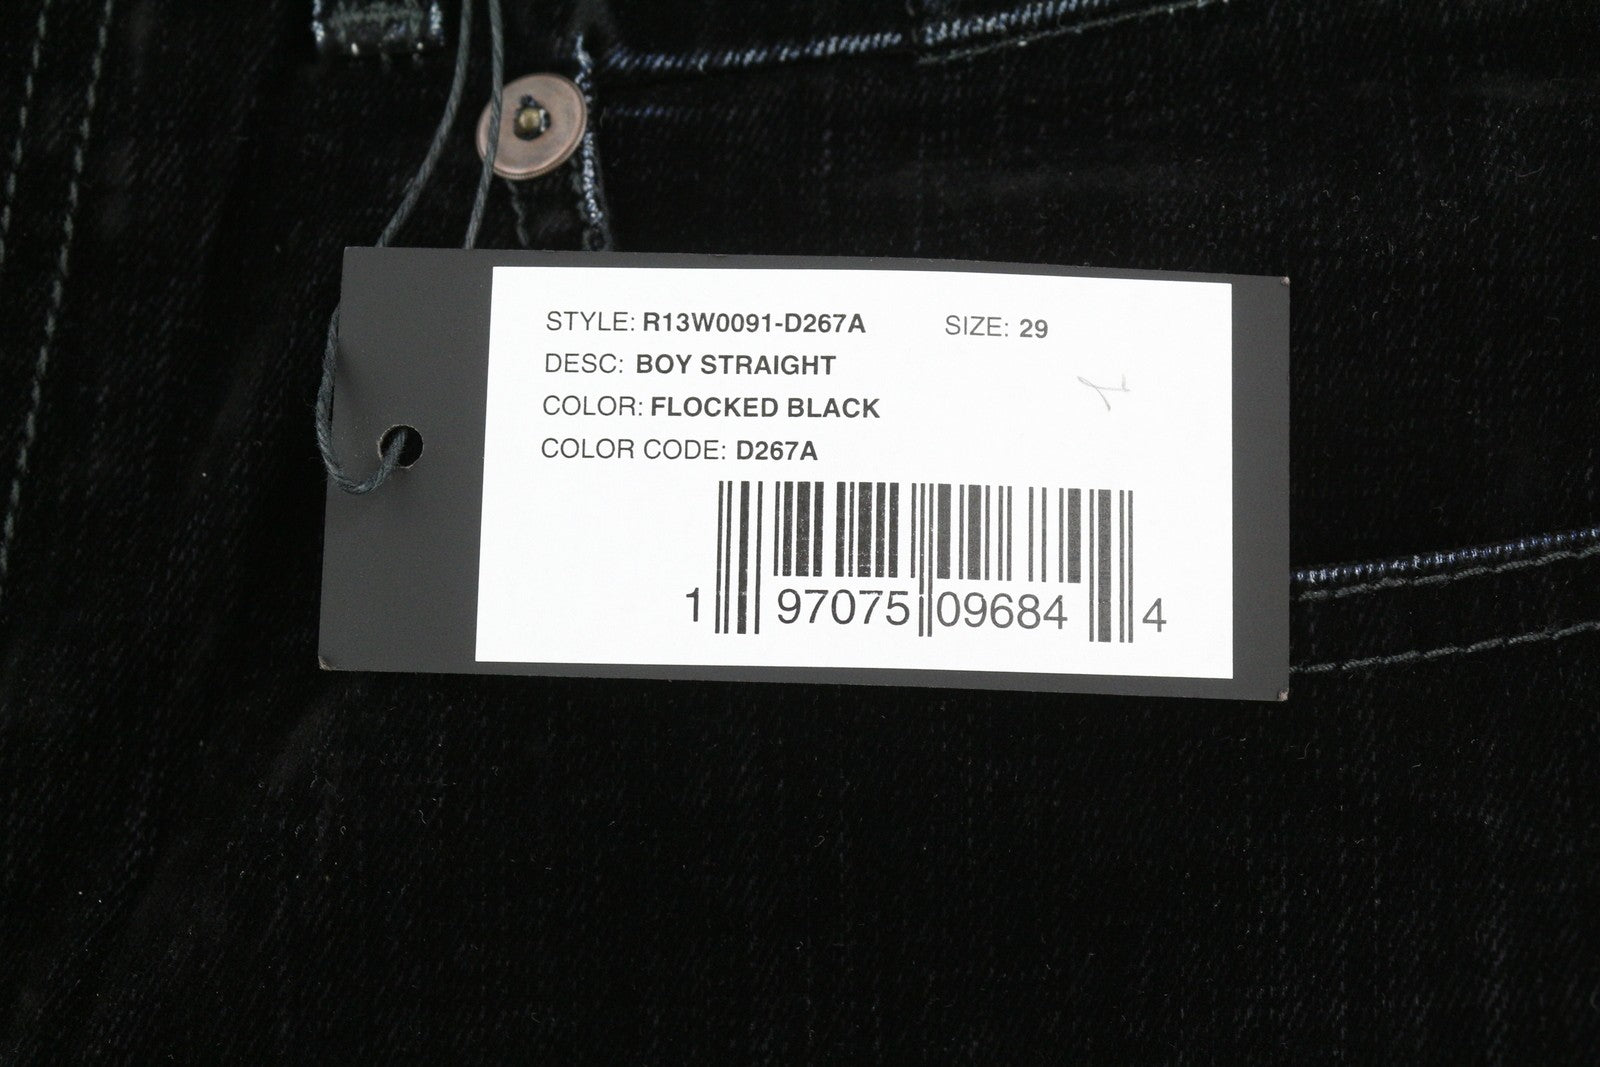 STYLE: R13W0091-D267A SIZE: 29
DESC: BOY STRAIGHT
COLOR: FLOCKED BLACK
COLOR CODE: D267A
1 97075 09684 4